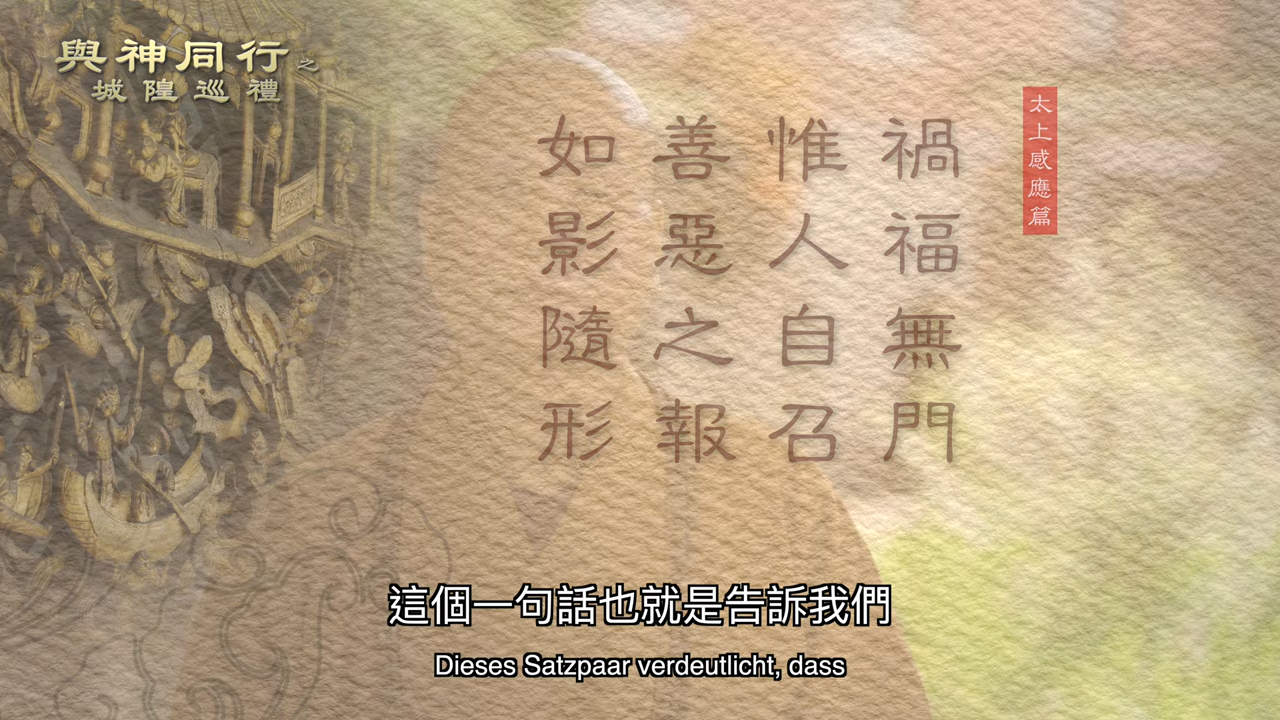 與神同行之
城隍巡禮
太上感應篇
禍福無門
惟人自召
善惡之報
如影隨形
這個一句話也就是告訴我們
Dieses Satzpaar verdeutlicht, dass